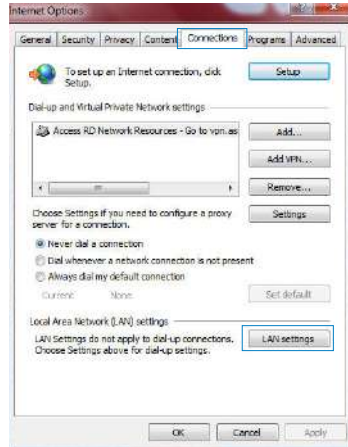 Internet Options
General Security Privacy Content Connections Programs Advanced
To set up an Internet connection, click
Setup.
Setup
Dial-up and Virtual Private Network settings
Access RD Network Resources - Go to vpn.as
Add...
Add VPN...
Remove...
Choose Settings if you need to configure a proxy
server for a connection.
Settings
Never dial a connection
Dial whenever a network connection is not present
Always dial my default connection
Current None
Set default
Local Area Network (LAN) settings
LAN Settings do not apply to dial-up connections.
Choose Settings above for dial-up settings.
LAN settings
OK Cancel Apply